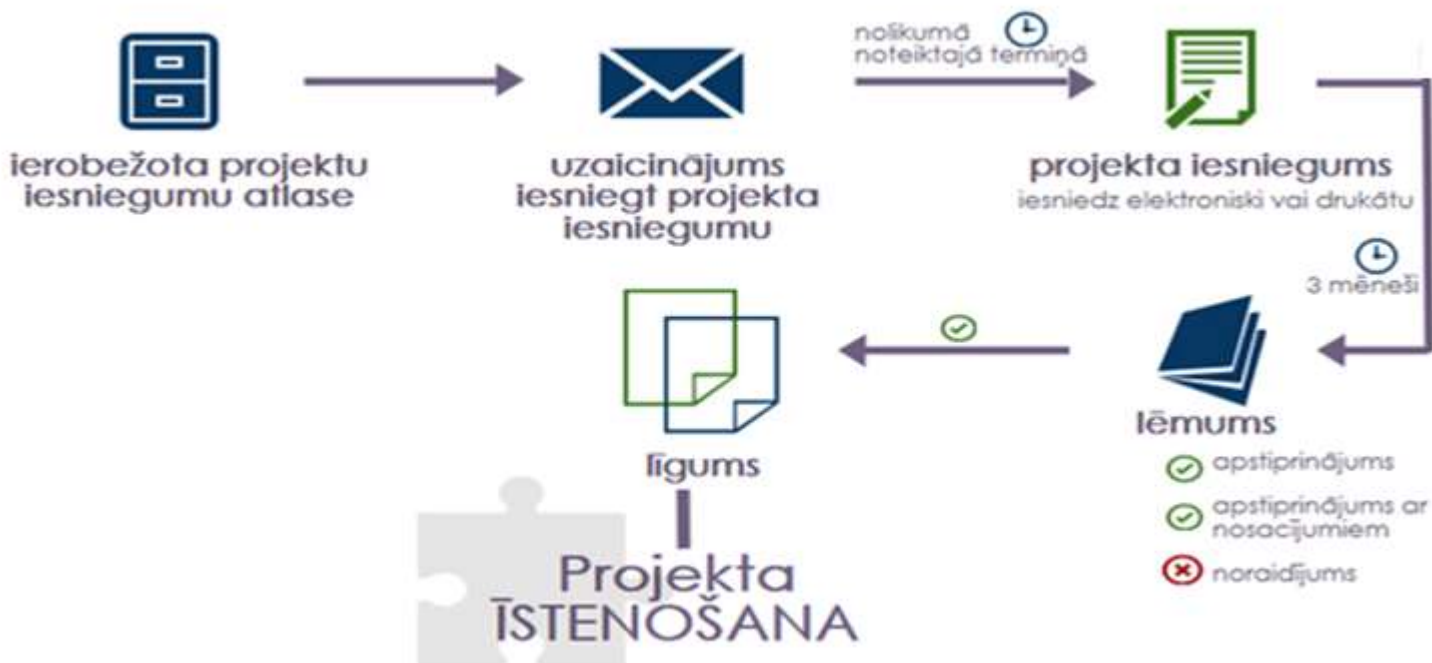 ierobežota projektu
iesniegumu atlase
uzaicinājums
iesniegt projekta
iesniegumu
nolikumā
noteiktajā termiņā
projekta iesniegums
iesniedz elektroniski vai drukātu
3 mēneši
lēmums
apstiprinājums
apstiprinājums ar
nosacījumiem
noraidījums
līgums
Projekta
ĪSTENOŠANA